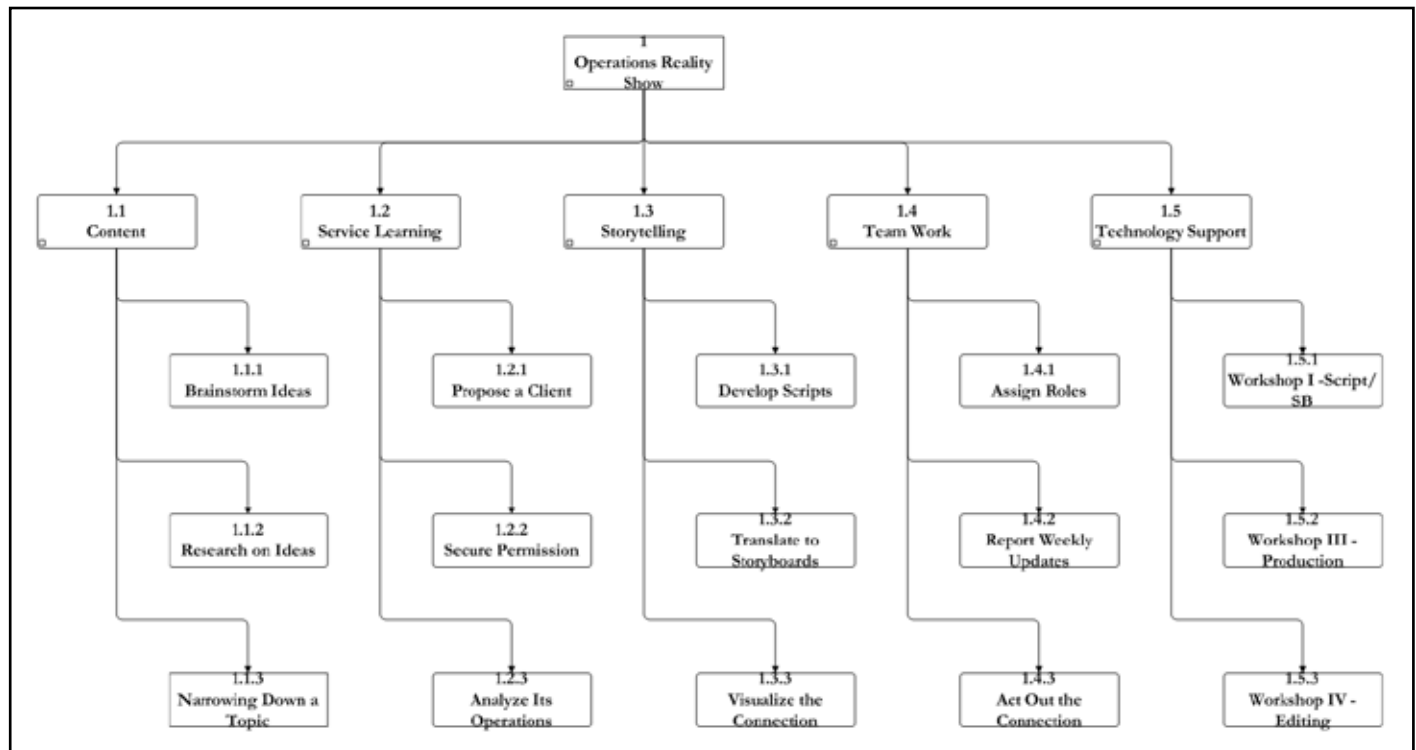 1
Operations Reality
Show
1.1
Content
1.2
Service Learning
1.3
Storytelling
1.4
Team Work
1.5
Technology Support
1.1.1
Brainstorm Ideas
1.2.1
Propose a Client
1.3.1
Develop Scripts
1.4.1
Assign Roles
1.5.1
Workshop I -Script/
SB
1.1.2
Research on Ideas
1.2.2
Secure Permission
1.3.2
Translate to
Storyboards
1.4.2
Report Weekly
Updates
1.5.2
Workshop III -
Production
1.1.3
Narrowing Down a
Topic
1.2.3
Analyze Its
Operations
1.3.3
Visualize the
Connection
1.4.3
Act Out the
Connection
1.5.3
Workshop IV -
Editing